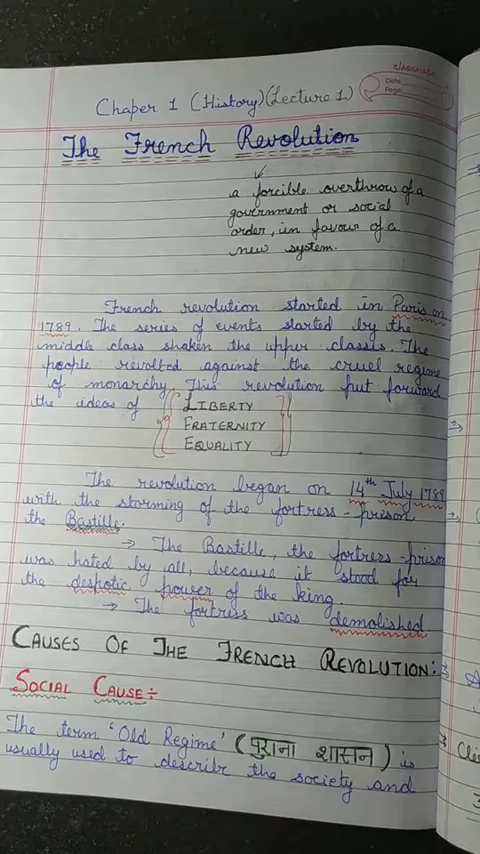 classmate
Date
Page
Chaper 1 (History)(Lecture 1)
The French Revolution
a forcible overthrow of a
government or social
order, in favour of a
new system.
French revolution started in Paris on
1789. The series of events started by the
middle class shaken the upper classis. The
people revolted against the cruel regime
of monarchy. This revolution put forward
the ideas of LIBERTY
FRATERNITY
EQUALITY
The revolution began on 14th July 1789
with the storming of the fortress-prison
the Bastille.
→ The Bastille, the fortress-prison
was hated by all, because it stood for
the despotic power of the king
→ The fortress was demolished
CAUSES OF THE FRENCH REVOLUTION:
SOCIAL CAUSE÷
The term 'Old Regime' (पुराना शासन) is
usually used to describe the society and